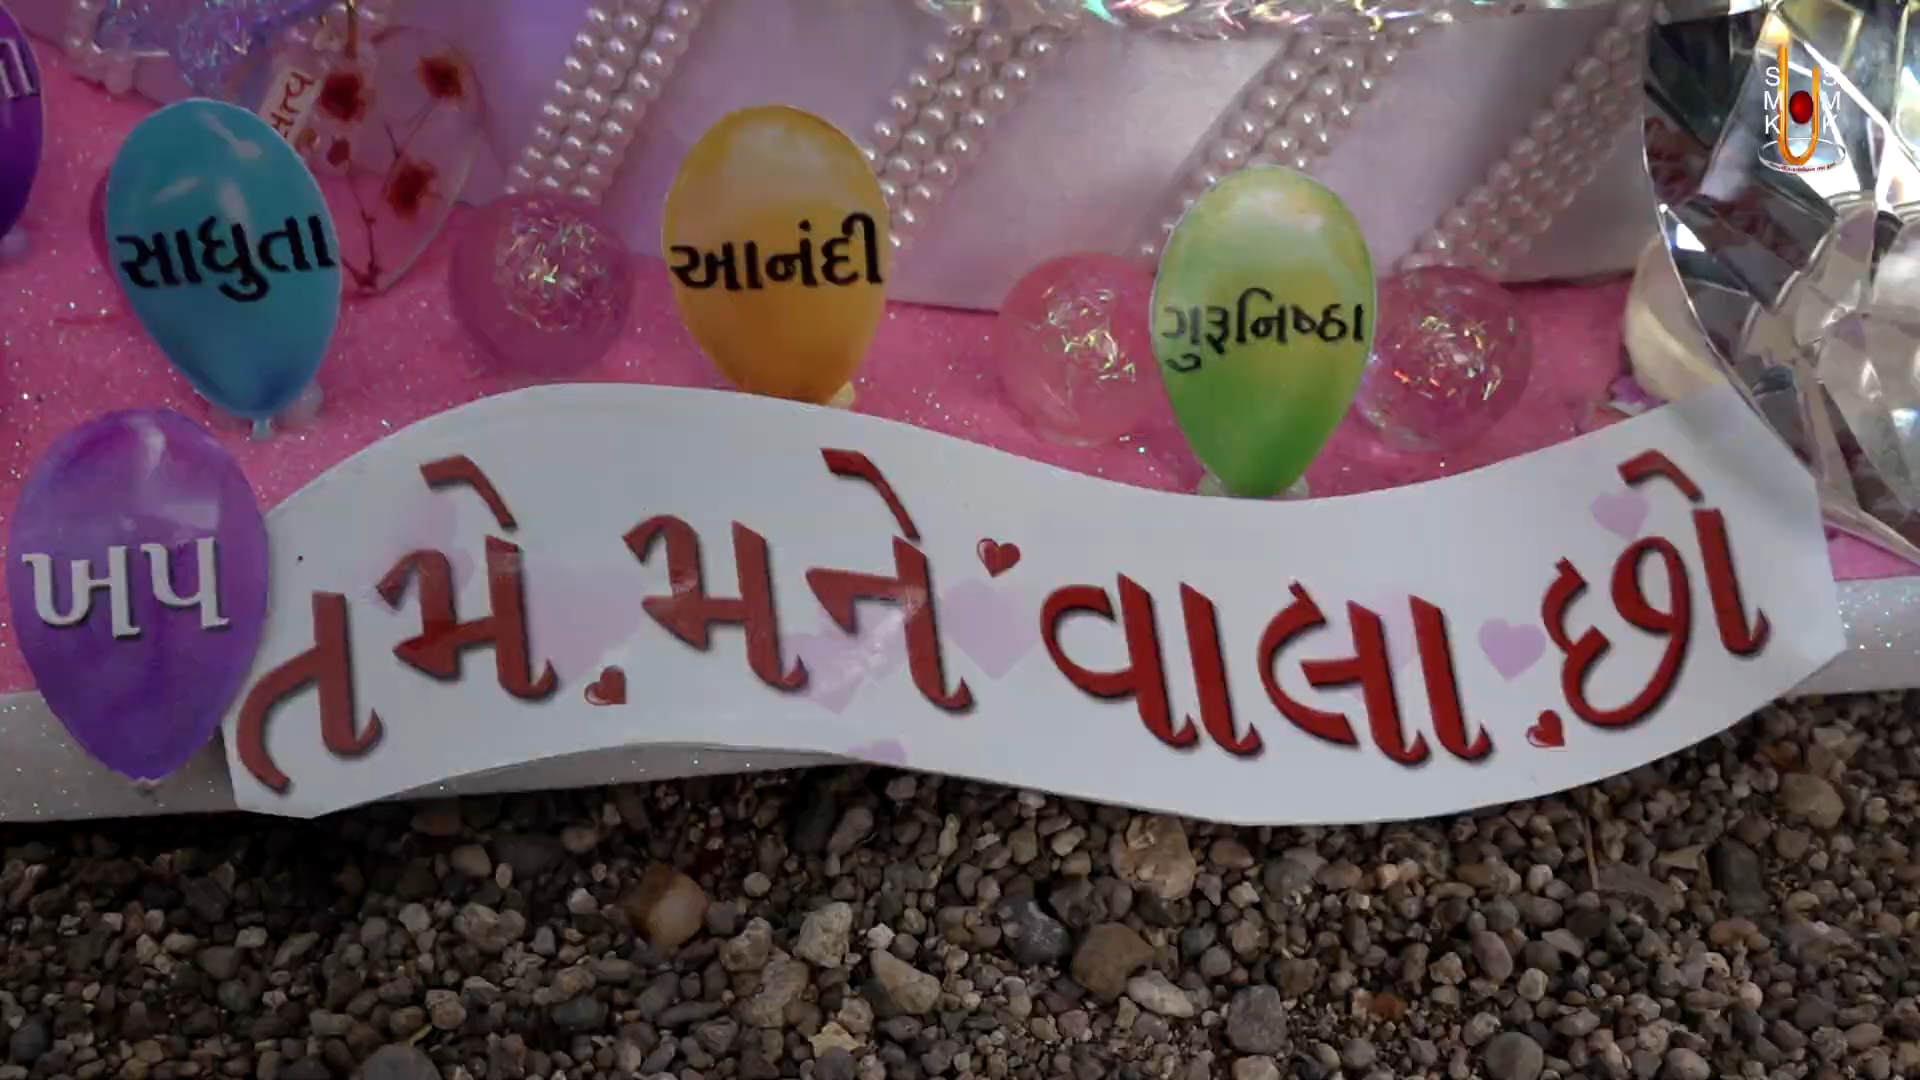 સાધુતા
આનંદી
ગુરૂનિષ્ઠા
ખપ
તમે મને વાલા છો
S S
M M
K K